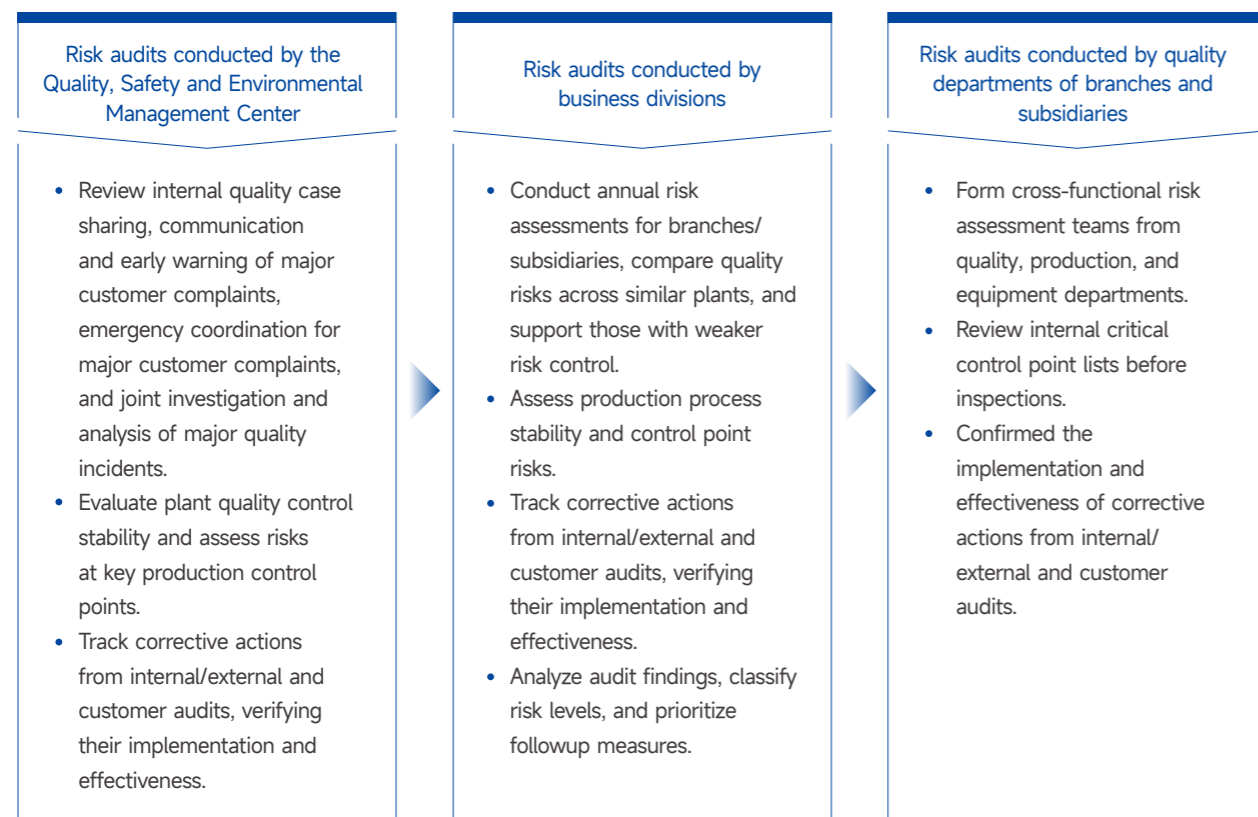 Risk audits conducted by the
Quality, Safety and Environmental
Management Center
• Review internal quality case
sharing, communication
and early warning of major
customer complaints,
emergency coordination for
major customer complaints,
and joint investigation and
analysis of major quality
incidents.
• Evaluate plant quality control
stability and assess risks
at key production control
points.
• Track corrective actions
from internal/external and
customer audits, verifying
their implementation and
effectiveness.
Risk audits conducted by
business divisions
• Conduct annual risk
assessments for branches/
subsidiaries, compare quality
risks across similar plants, and
support those with weaker
risk control.
• Assess production process
stability and control point
risks.
• Track corrective actions
from internal/external and
customer audits, verifying
their implementation and
effectiveness.
• Analyze audit findings, classify
risk levels, and prioritize
followup measures.
Risk audits conducted by quality
departments of branches and
subsidiaries
• Form cross-functional risk
assessment teams from
quality, production, and
equipment departments.
• Review internal critical
control point lists before
inspections.
• Confirmed the
implementation and
effectiveness of corrective
actions from internal/
external and customer
audits.